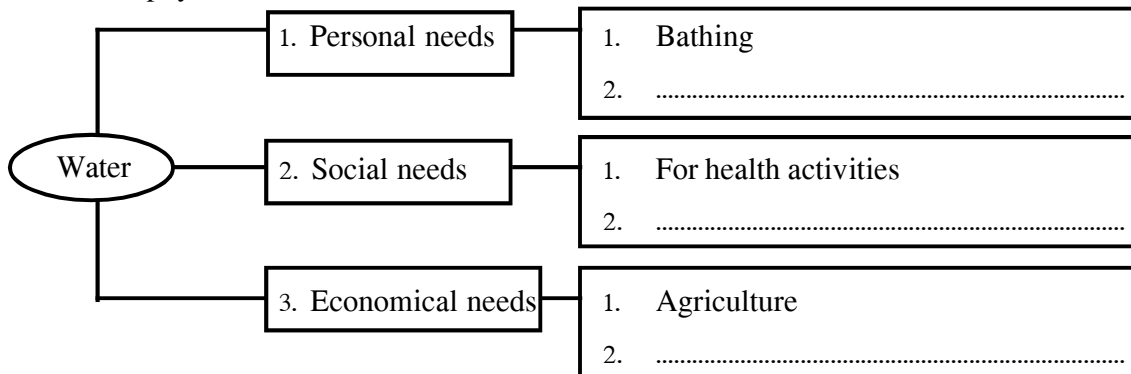 1. Personal needs
1. Bathing
2. ................................................................................
Water
2. Social needs
1. For health activities
2. ................................................................................
3. Economical needs
1. Agriculture
2. ................................................................................